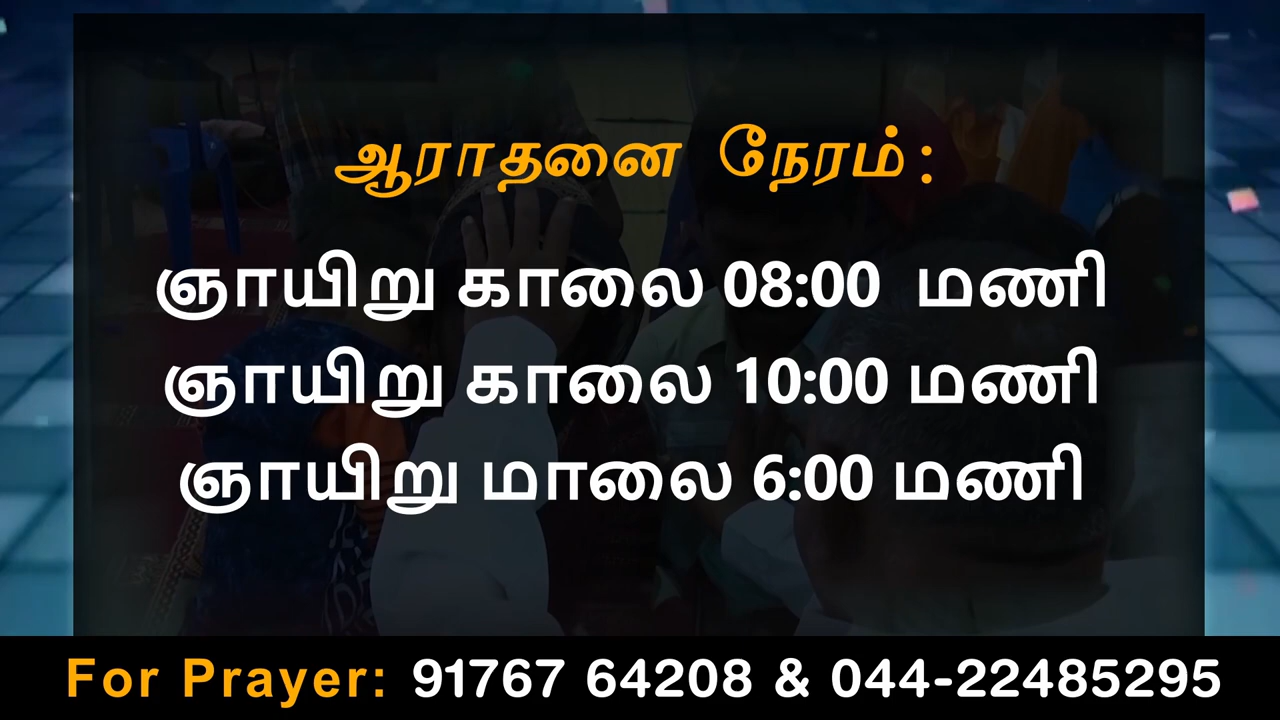 ஆராதனை நேரம் :
ஞாயிறு காலை 08:00 மணி
ஞாயிறு காலை 10:00 மணி
ஞாயிறு மாலை 6:00 மணி
For Prayer: 91767 64208 & 044-22485295